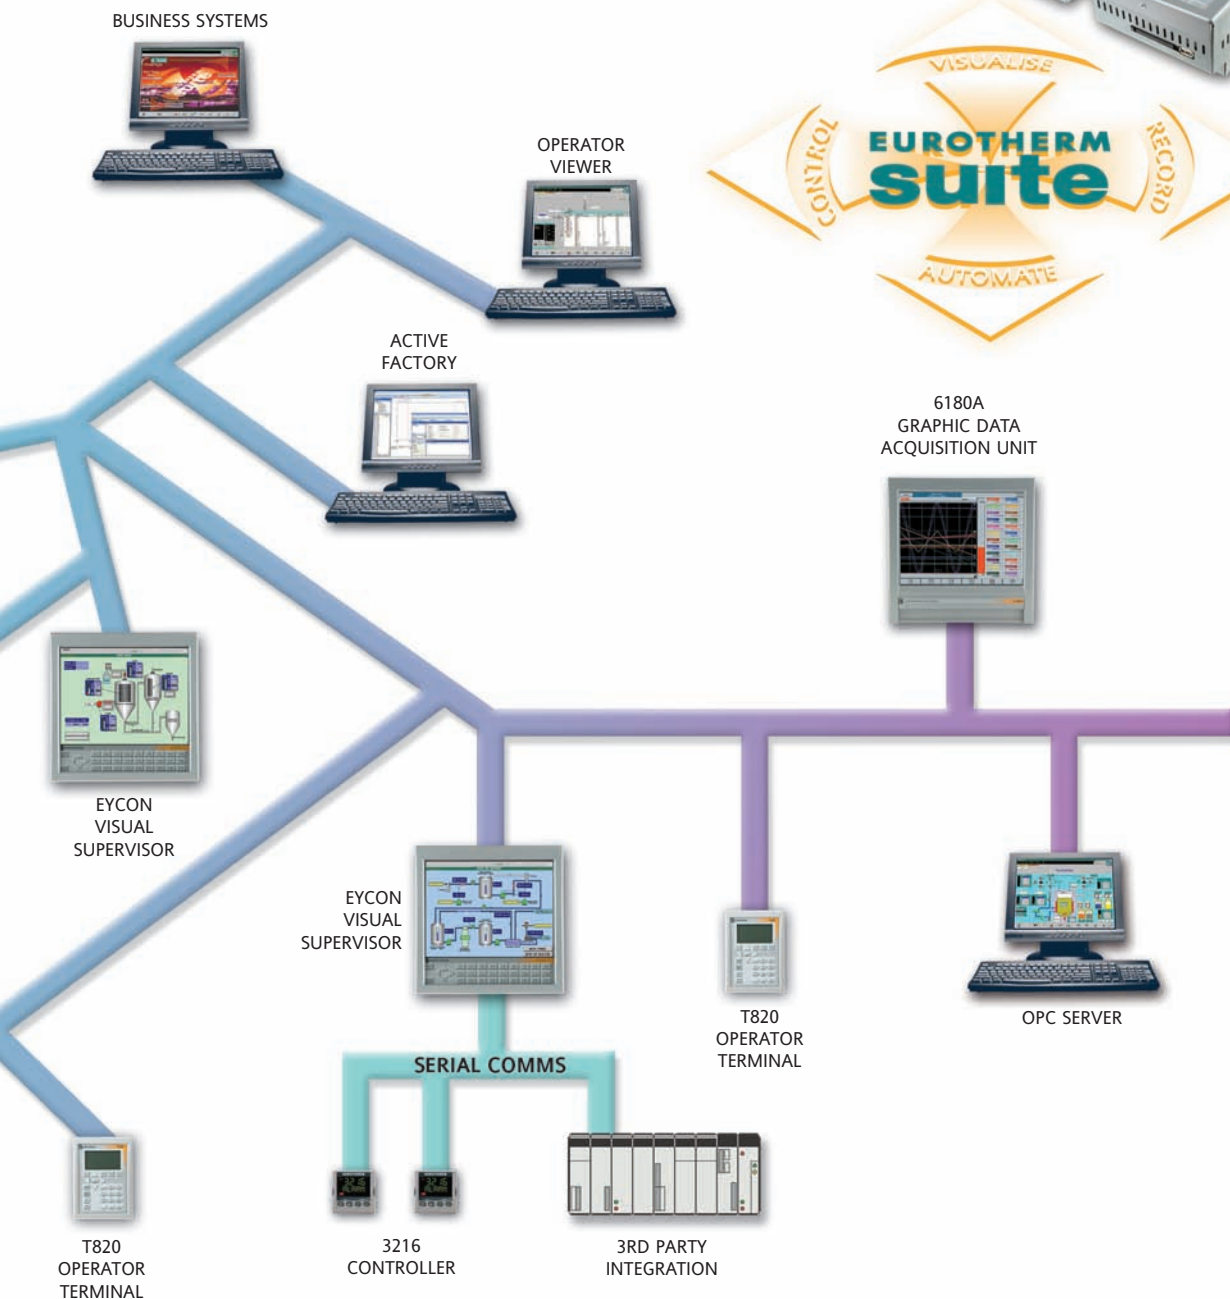 BUSINESS SYSTEMS
OPERATOR
VIEWER
VISUALISE
CONTROL
EUROTHERM
suite
RECORD
AUTOMATE
ACTIVE
FACTORY
6180A
GRAPHIC DATA
ACQUISITION UNIT
EYCON
VISUAL
SUPERVISOR
EYCON
VISUAL
SUPERVISOR
T820
OPERATOR
TERMINAL
OPC SERVER
SERIAL COMMS
T820
OPERATOR
TERMINAL
3216
CONTROLLER
3RD PARTY
INTEGRATION